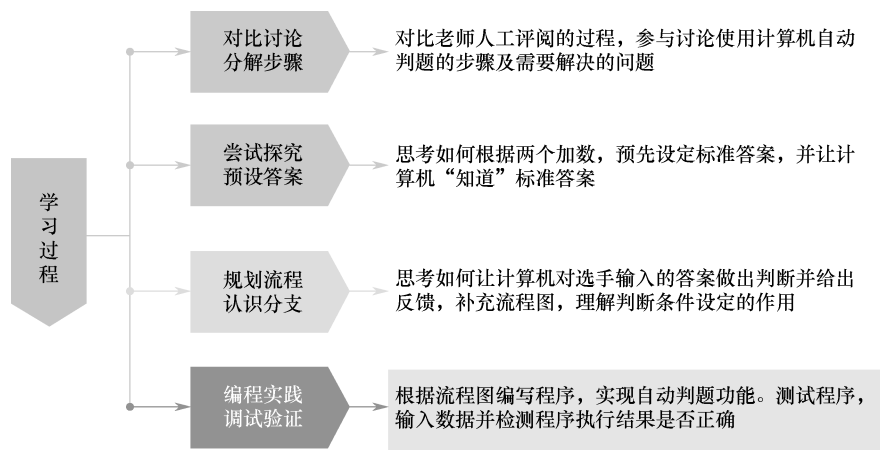 学习过程
对比讨论
分解步骤
对比老师人工评阅的过程，参与讨论使用计算机自动
判题的步骤及需要解决的问题
尝试探究
预设答案
思考如何根据两个加数，预先设定标准答案，并让计
算机“知道”标准答案
规划流程
认识分支
思考如何让计算机对选手输入的答案做出判断并给出
反馈，补充流程图，理解判断条件设定的作用
编程实践
调试验证
根据流程图编写程序，实现自动判题功能。测试程序，
输入数据并检测程序执行结果是否正确